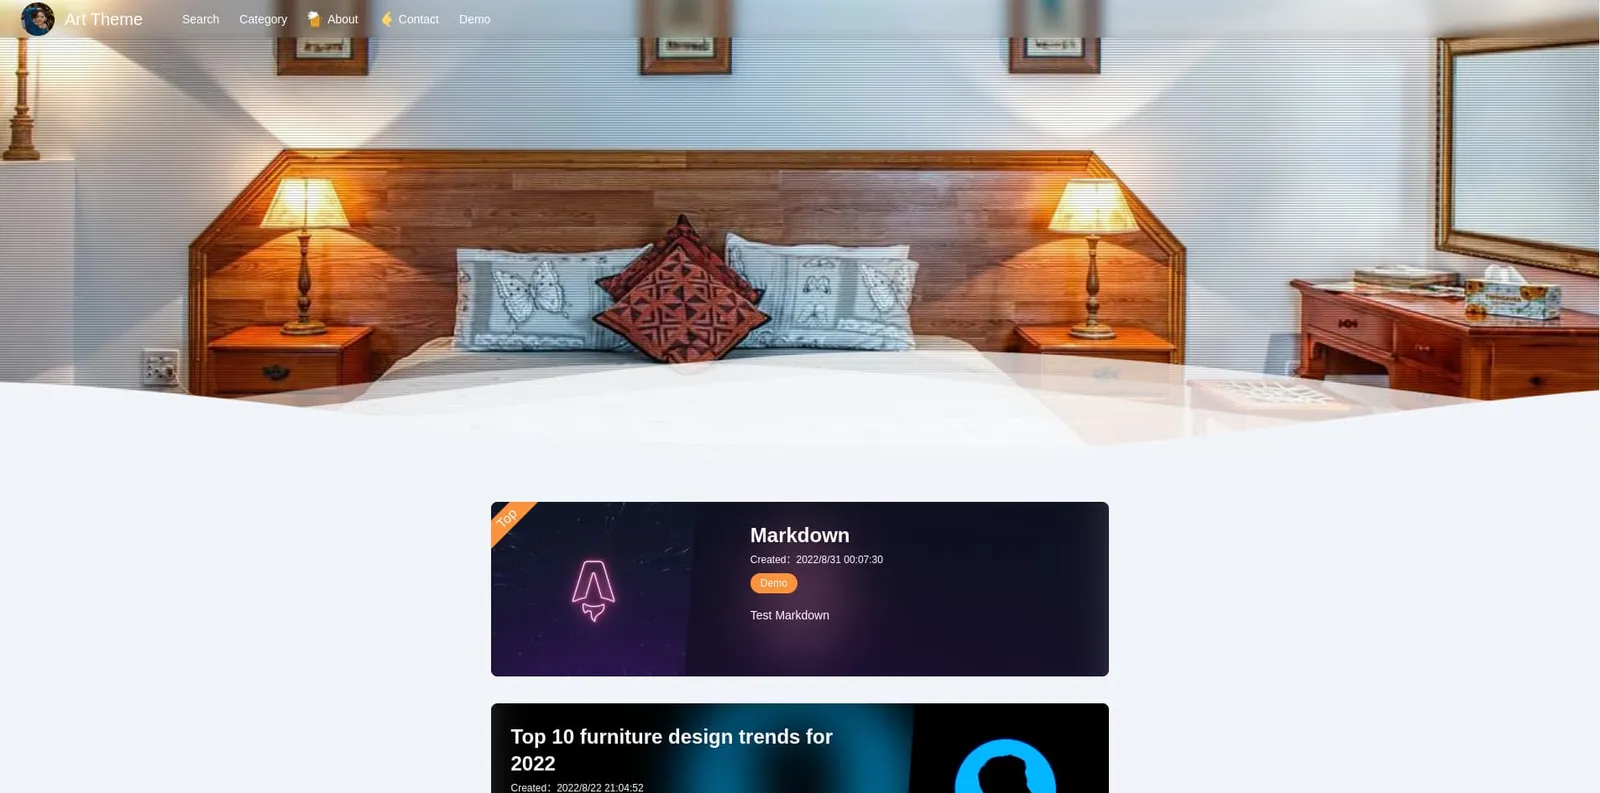 Art Theme
Search
Category
🍺 About
🤙 Contact
Demo
Top
Markdown
Created：2022/8/31 00:07:30
Demo
Test Markdown
Top 10 furniture design trends for
2022
Created：2022/8/22 21:04:52